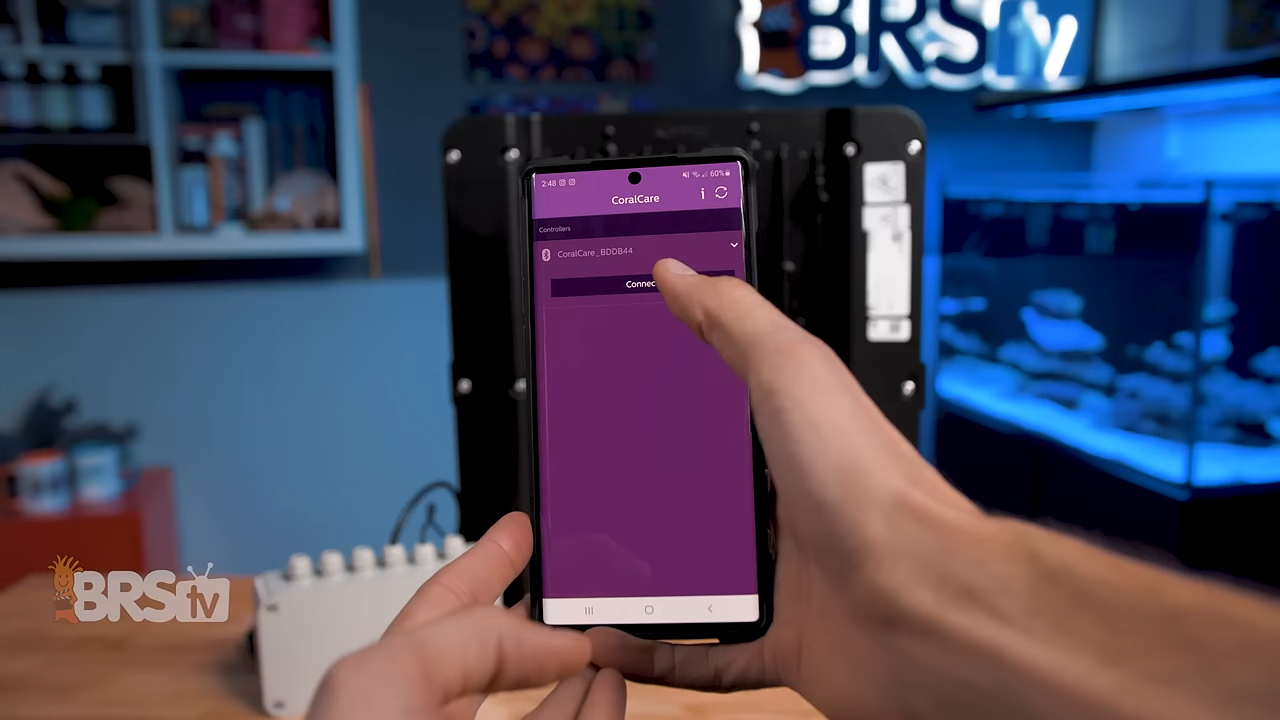 BRStv
2:48
60%
CoralCare
i
Controllers
CoralCare_BDDB44
Connec
BRStv